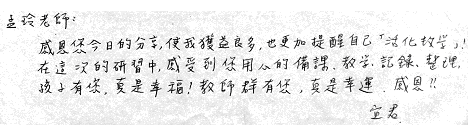 孟玲老師:
感恩您今日的分享,使我獲益良多,也更加提醒自己「活化教學」!
在這次的研習中,感受到您用心的備課、教學、記錄、整理,
孩子有您,真是幸福!教師群有您,真是幸運。感恩!!
宜君